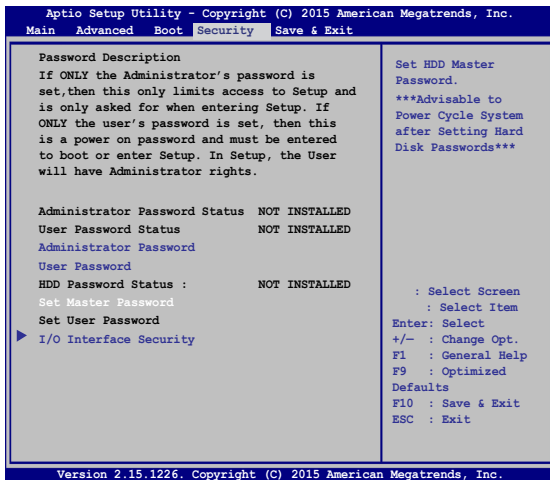 Aptio Setup Utility - Copyright (C) 2015 American Megatrends, Inc.
Main Advanced Boot Security Save & Exit
Password Description
If ONLY the Administrator's password is
set,then this only limits access to Setup and
is only asked for when entering Setup. If
ONLY the user's password is set, then this
is a power on password and must be entered
to boot or enter Setup. In Setup, the User
will have Administrator rights.
Administrator Password Status NOT INSTALLED
User Password Status NOT INSTALLED
Administrator Password
User Password
HDD Password Status : NOT INSTALLED
Set Master Password
Set User Password
I/O Interface Security
Set HDD Master
Password.
***Advisable to
Power Cycle System
after Setting Hard
Disk Passwords***
: Select Screen
: Select Item
Enter: Select
+/— : Change Opt.
F1 : General Help
F9 : Optimized
Defaults
F10 : Save & Exit
ESC : Exit
Version 2.15.1226. Copyright (C) 2015 American Megatrends, Inc.